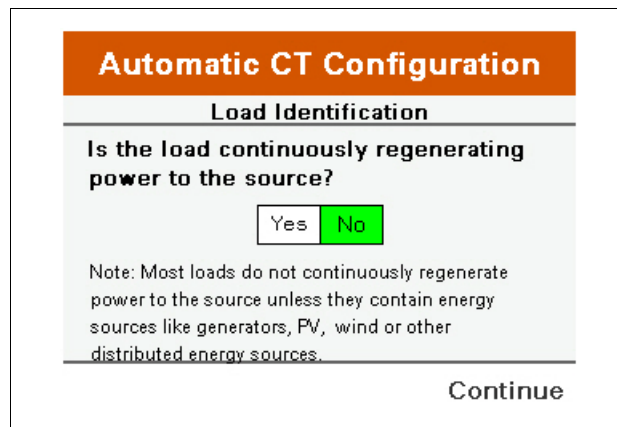 Automatic CT Configuration
Load Identification
Is the load continuously regenerating
power to the source?
Yes No
Note: Most loads do not continuously regenerate
power to the source unless they contain energy
sources like generators, PV, wind or other
distributed energy sources.
Continue